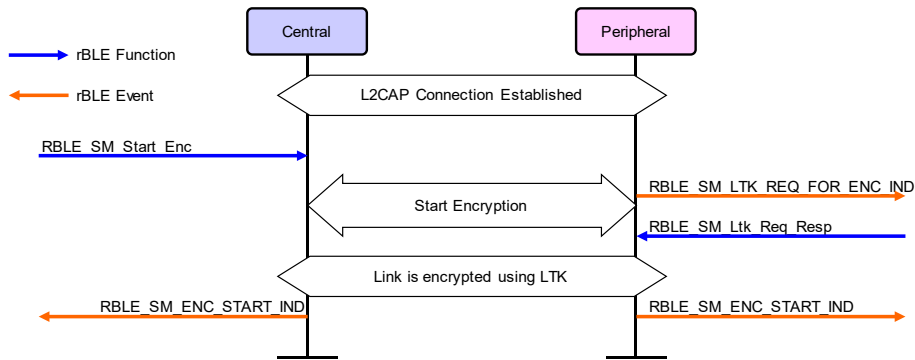 Central
Peripheral
rBLE Function
L2CAP Connection Established
rBLE Event
RBLE_SM_Start_Enc
RBLE_SM_LTK_REQ_FOR_ENC_IND
Start Encryption
RBLE_SM_Ltk_Req_Resp
Link is encrypted using LTK
RBLE_SM_ENC_START_IND
RBLE_SM_ENC_START_IND